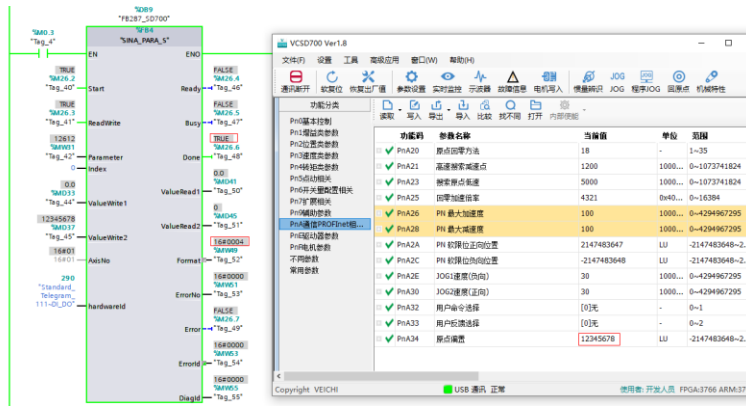 %DB9
"FB287_SD700"
%M0.3
"Tag_4"
%FB4
"SINA_PARA_S"
EN
ENO
TRUE
%M26.2
"Tag_40"
Start
FALSE
%M26.4
Ready
"Tag_46"
TRUE
%M26.3
"Tag_41"
ReadWrite
FALSE
%M26.5
Busy
"Tag_47"
12612
%MW31
"Tag_42"
Parameter
TRUE
%M26.6
Done
"Tag_48"
0
Index
0.0
%MD33
"Tag_44"
ValueWrite1
0.0
%MD41
ValueRead1
"Tag_50"
12345678
%MD37
"Tag_45"
ValueWrite2
0
%MD45
ValueRead2
"Tag_51"
16#01
16#01
AxisNo
16#0004
%MW49
Format
"Tag_52"
290
"Standard_
Telegram_
111-DI_DO"
hardwareId
16#0000
%MW51
ErrorNo
"Tag_53"
FALSE
%M26.7
Error
"Tag_49"
16#0000
%MW53
ErrorId
"Tag_54"
16#0000
%MW55
DiagId
"Tag_55"
VCSD700 Ver1.8
文件(F) 设置 工具 高级应用 窗口(W) 帮助(H)
通讯断开 软复位 恢复出厂值 参数设置 实时监控 示波器 故障信息 电机写入 惯量辨识 JOG 程序JOG 回原点 机械特性
功能分类
读取 写入 导出 导入 比较 找不同 打开 内部使能
Pn0基本控制
Pn1增益类参数
Pn2位置类参数
Pn3速度类参数
Pn4转矩类参数
Pn5点动相关
Pn6开关量配置相关
Pn7扩展相关
Pn9辅助参数
PnA通信PROFInet相...
PnB电机参数
不同参数
常用参数
功能码 参数名称 当前值 单位 范围
PnA20 原点回零方法 18 - 1~35
PnA21 高速搜索减速点 1200 1000... 0~1073741824
PnA23 搜索原点低速 5000 1000... 0~1073741824
PnA25 回零加速倍率 4321 0x40... 0~16384
PnA26 PN 最大加速度 100 1000... 0~4294967295
PnA28 PN 最大减速度 100 1000... 0~4294967295
PnA2A PN 软限位正向位置 2147483647 LU -2147483648~2...
PnA2C PN 软限位负向位置 -2147483648 LU -2147483648~2...
PnA2E JOG1速度(负向) 30 1000... 0~4294967295
PnA30 JOG2速度(正向) 30 1000... 0~4294967295
PnA32 用户命令选择 [0]无 - 0~1
PnA33 用户反馈选择 [0]无 - 0~2
PnA34 原点偏置 12345678 LU -2147483648~2...
Copyright VEICHI
USB 通讯 正常
使用者: 开发人员 FPGA:3766 ARM:37